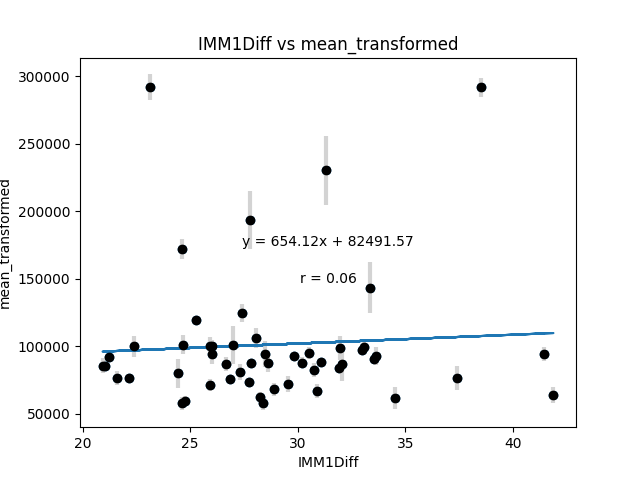 IMM1Diff vs mean_transformed
mean_transformed
300000
250000
200000
150000
100000
50000
y = 654.12x + 82491.57
r = 0.06
20
25
30
35
40
IMM1Diff